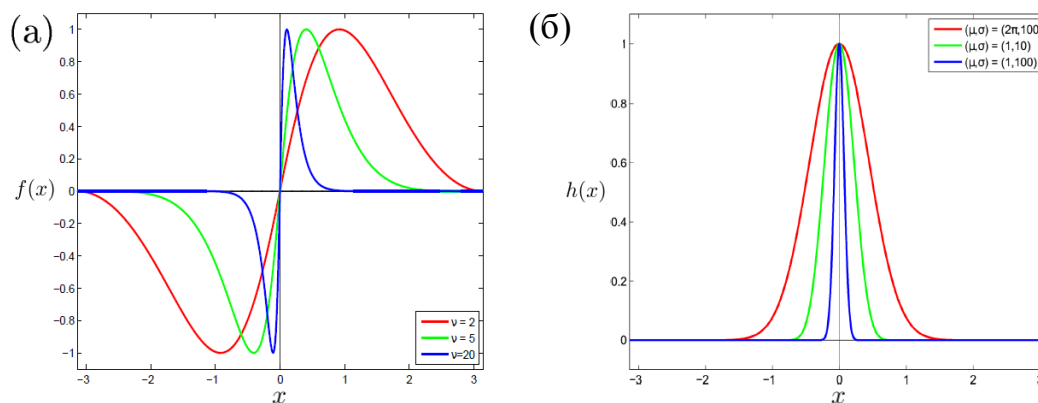 (а)
1
0.8
0.6
0.4
0.2
0
−0.2
−0.4
−0.6
−0.8
−1
f(x)
−3 −2 −1 0 1 2 3
x
ν = 2
ν = 5
ν=20
(б)
(μ,σ) = (2π,100
(μ,σ) = (1,10)
(μ,σ) = (1,100)
1
0.8
0.6
0.4
0.2
0
h(x)
−3 −2 −1 0 1 2 3
x